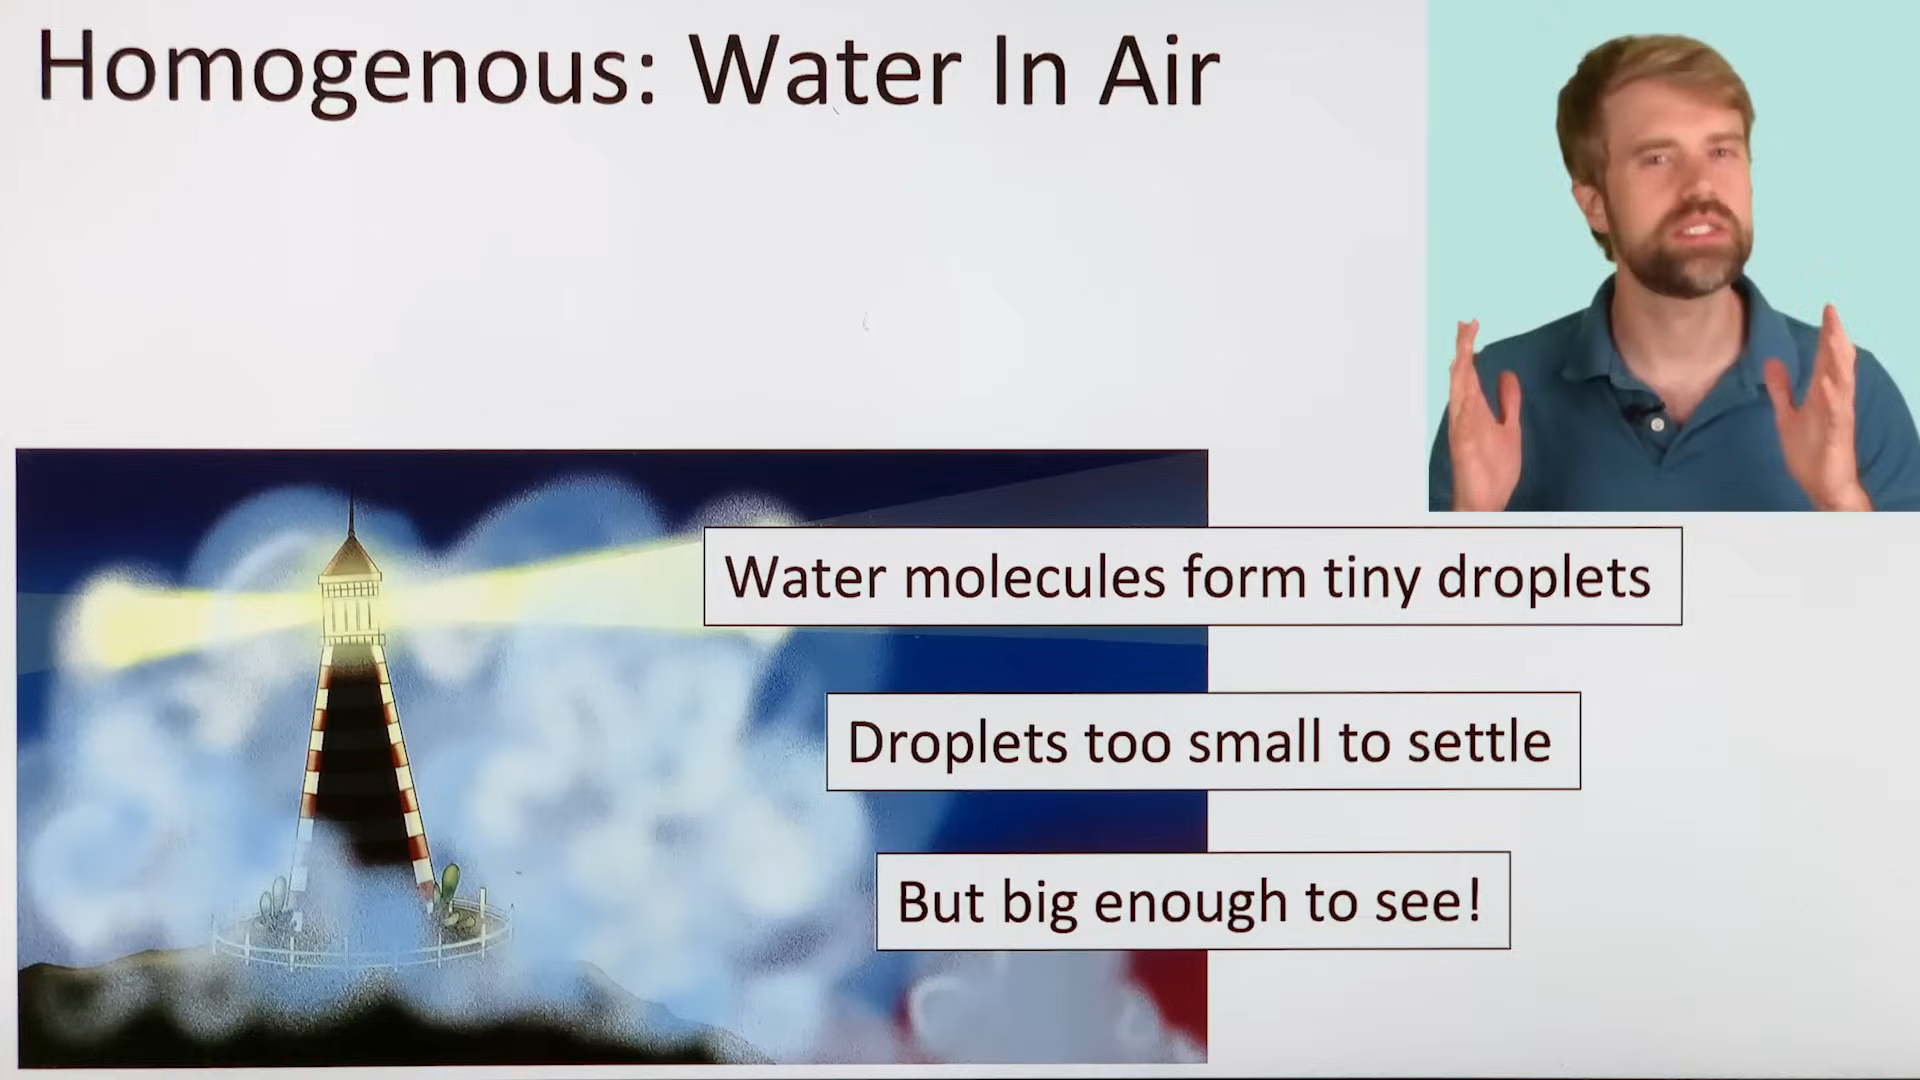 Homogenous: Water In Air
Water molecules form tiny droplets
Droplets too small to settle
But big enough to see!